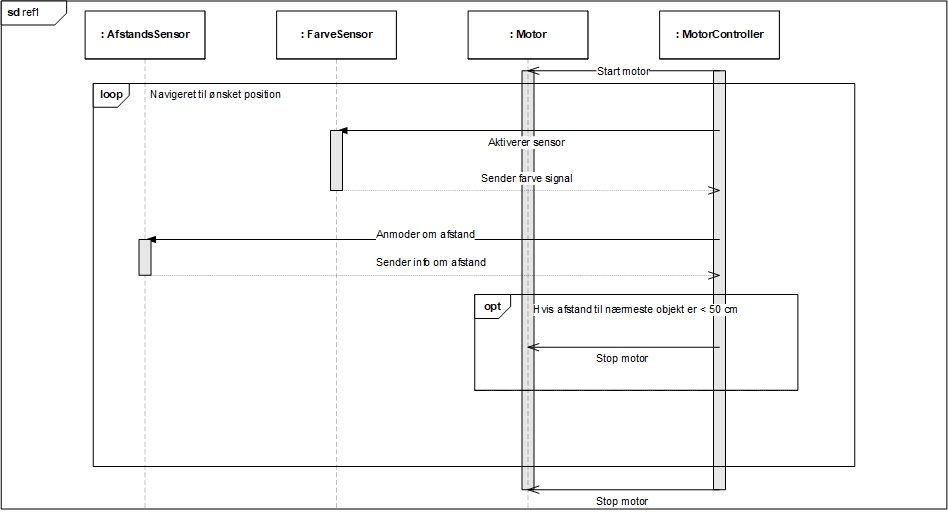 sd ref1
: AfstandsSensor
: FarveSensor
: Motor
: MotorController
Start motor
loop
Navigeret til ønsket position
Aktiverer sensor
Sender farve signal
Anmoder om afstand
Sender info om afstand
opt
Hvis afstand til nærmeste objekt er < 50 cm
Stop motor
Stop motor